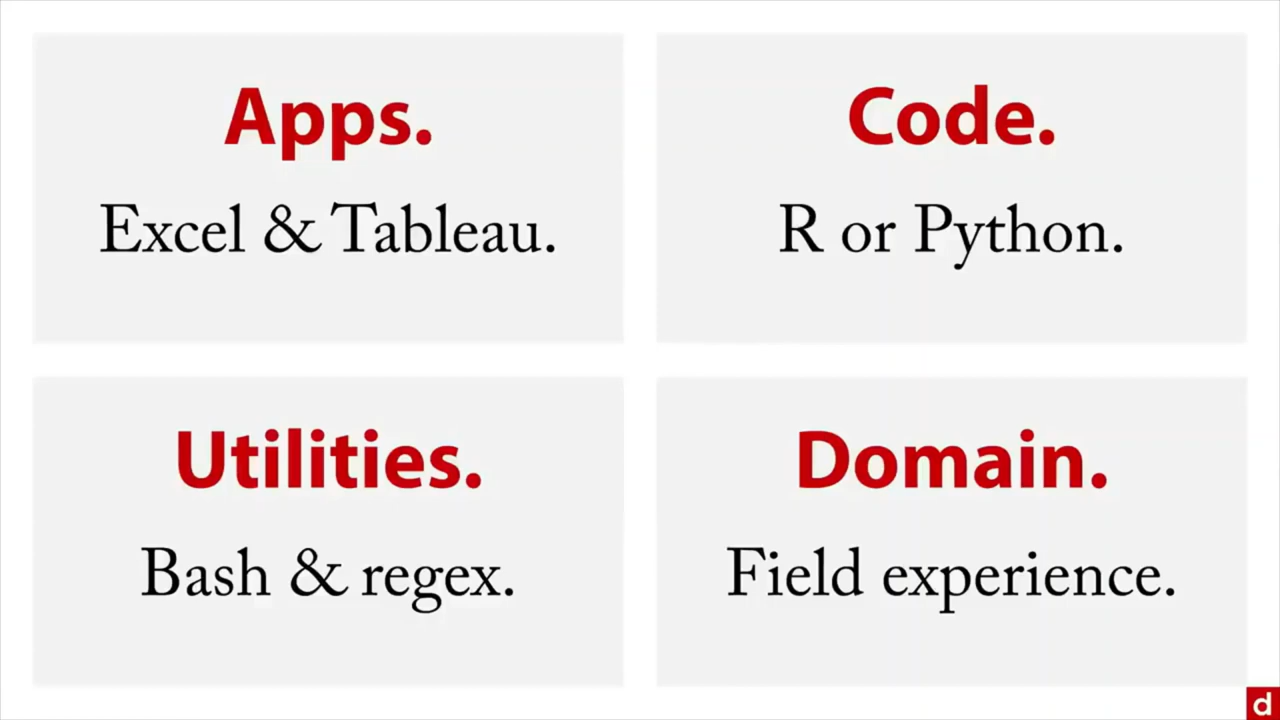 Apps.
Excel & Tableau.
Code.
R or Python.
Utilities.
Bash & regex.
Domain.
Field experience.
d